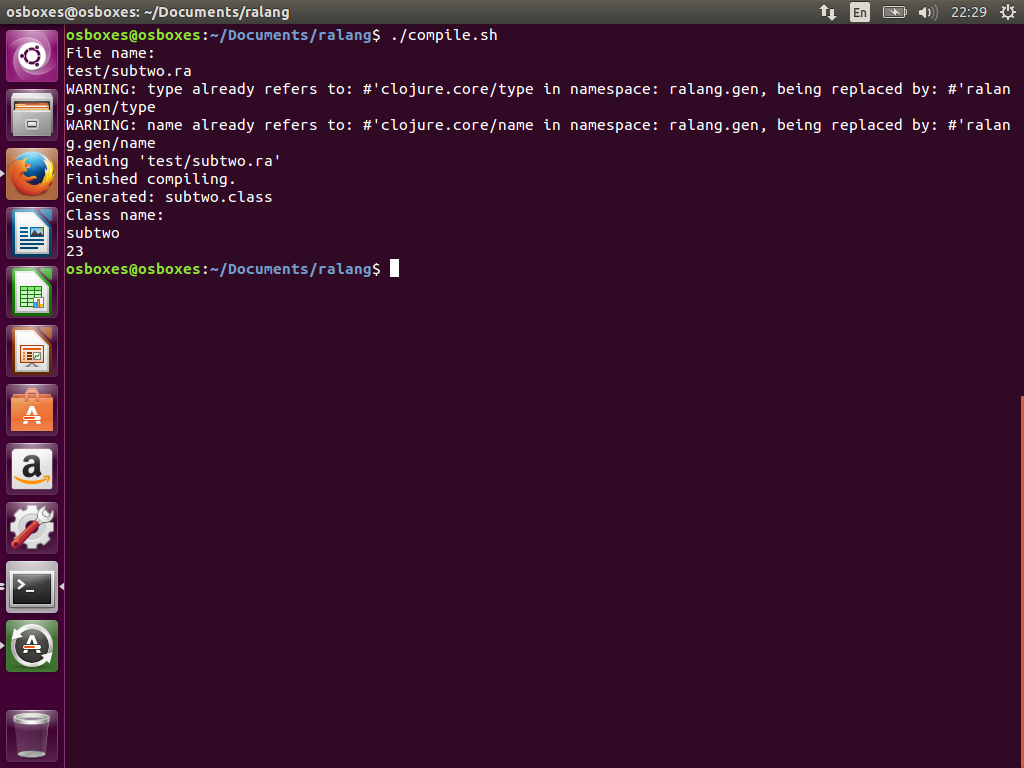 osboxes@osboxes: ~/Documents/ralang
En
22:29
osboxes@osboxes:~/Documents/ralang$ ./compile.sh
File name:
test/subtwo.ra
WARNING: type already refers to: #'clojure.core/type in namespace: ralang.gen, being replaced by: #'ralan
g.gen/type
WARNING: name already refers to: #'clojure.core/name in namespace: ralang.gen, being replaced by: #'ralan
g.gen/name
Reading 'test/subtwo.ra'
Finished compiling.
Generated: subtwo.class
Class name:
subtwo
23
osboxes@osboxes:~/Documents/ralang$